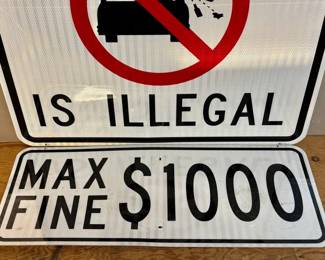 IS ILLEGAL
MAX
FINE $1000